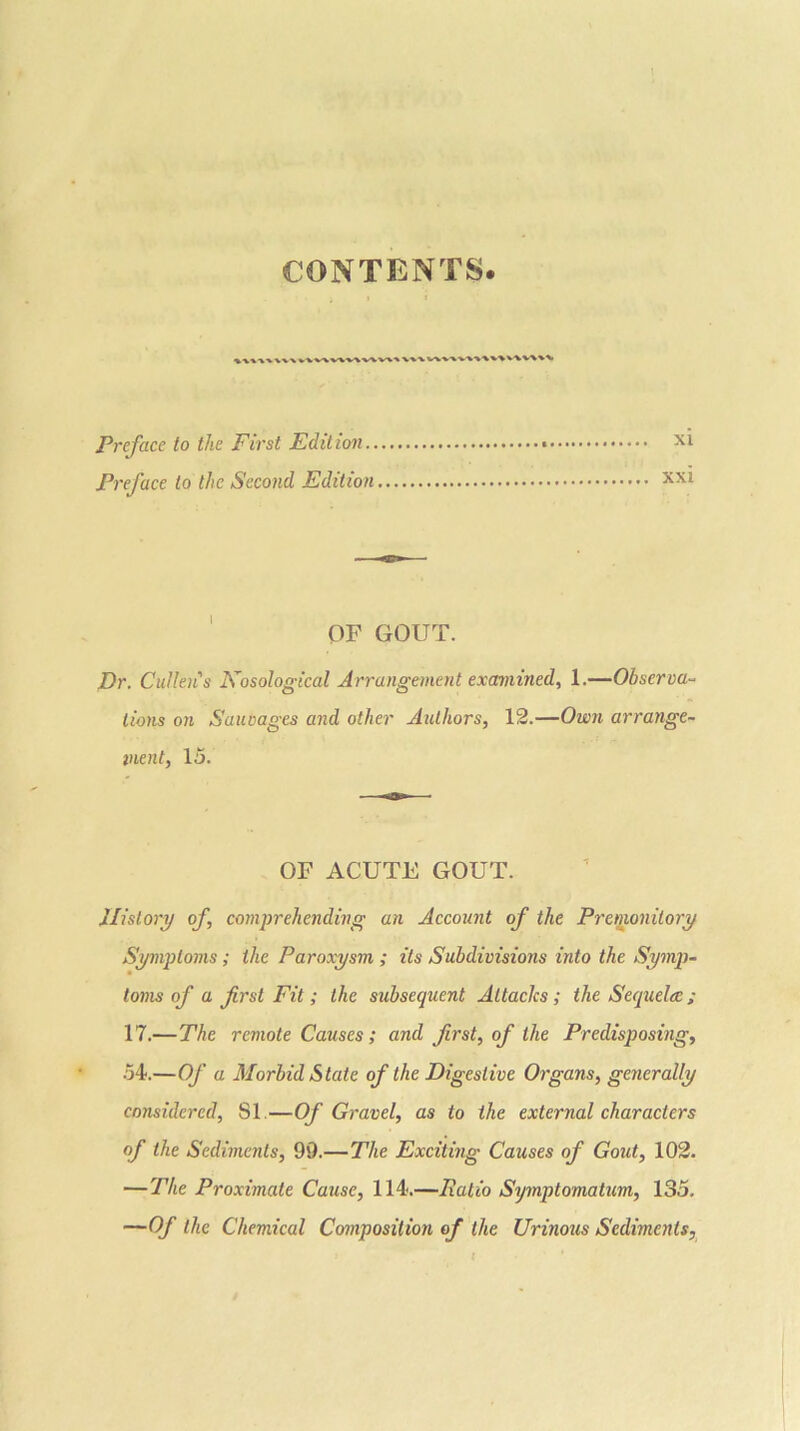 CONTENTS.
Preface to the First Edition.......................................... xi
Preface to the Second Edition.......................................... xxi
OF GOUT.
Dr. Cullen's Nosological Arrangement examined, 1.—Observa-
tions on Sauvages and other Authors, 12.—Own arrange-
ment, 15.
OF ACUTE GOUT.
History of, comprehending an Account of the Premonitory
Symptoms; the Paroxysm; its Subdivisions into the Symp-
toms of a first Fit; the subsequent Attacks; the Sequelæ;
17.—The remote Causes; and first, of the Predisposing,
54.—Of a Morbid State of the Digestive Organs, generally
considered, 81.—Of Gravel, as to the external characters
of the Sediments, 99.—The Exciting Causes of Gout, 102.
—The Proximate Cause, 114.—Ratio Symptomatum, 135.
—Of the Chemical Composition of the Urinous Sediments,